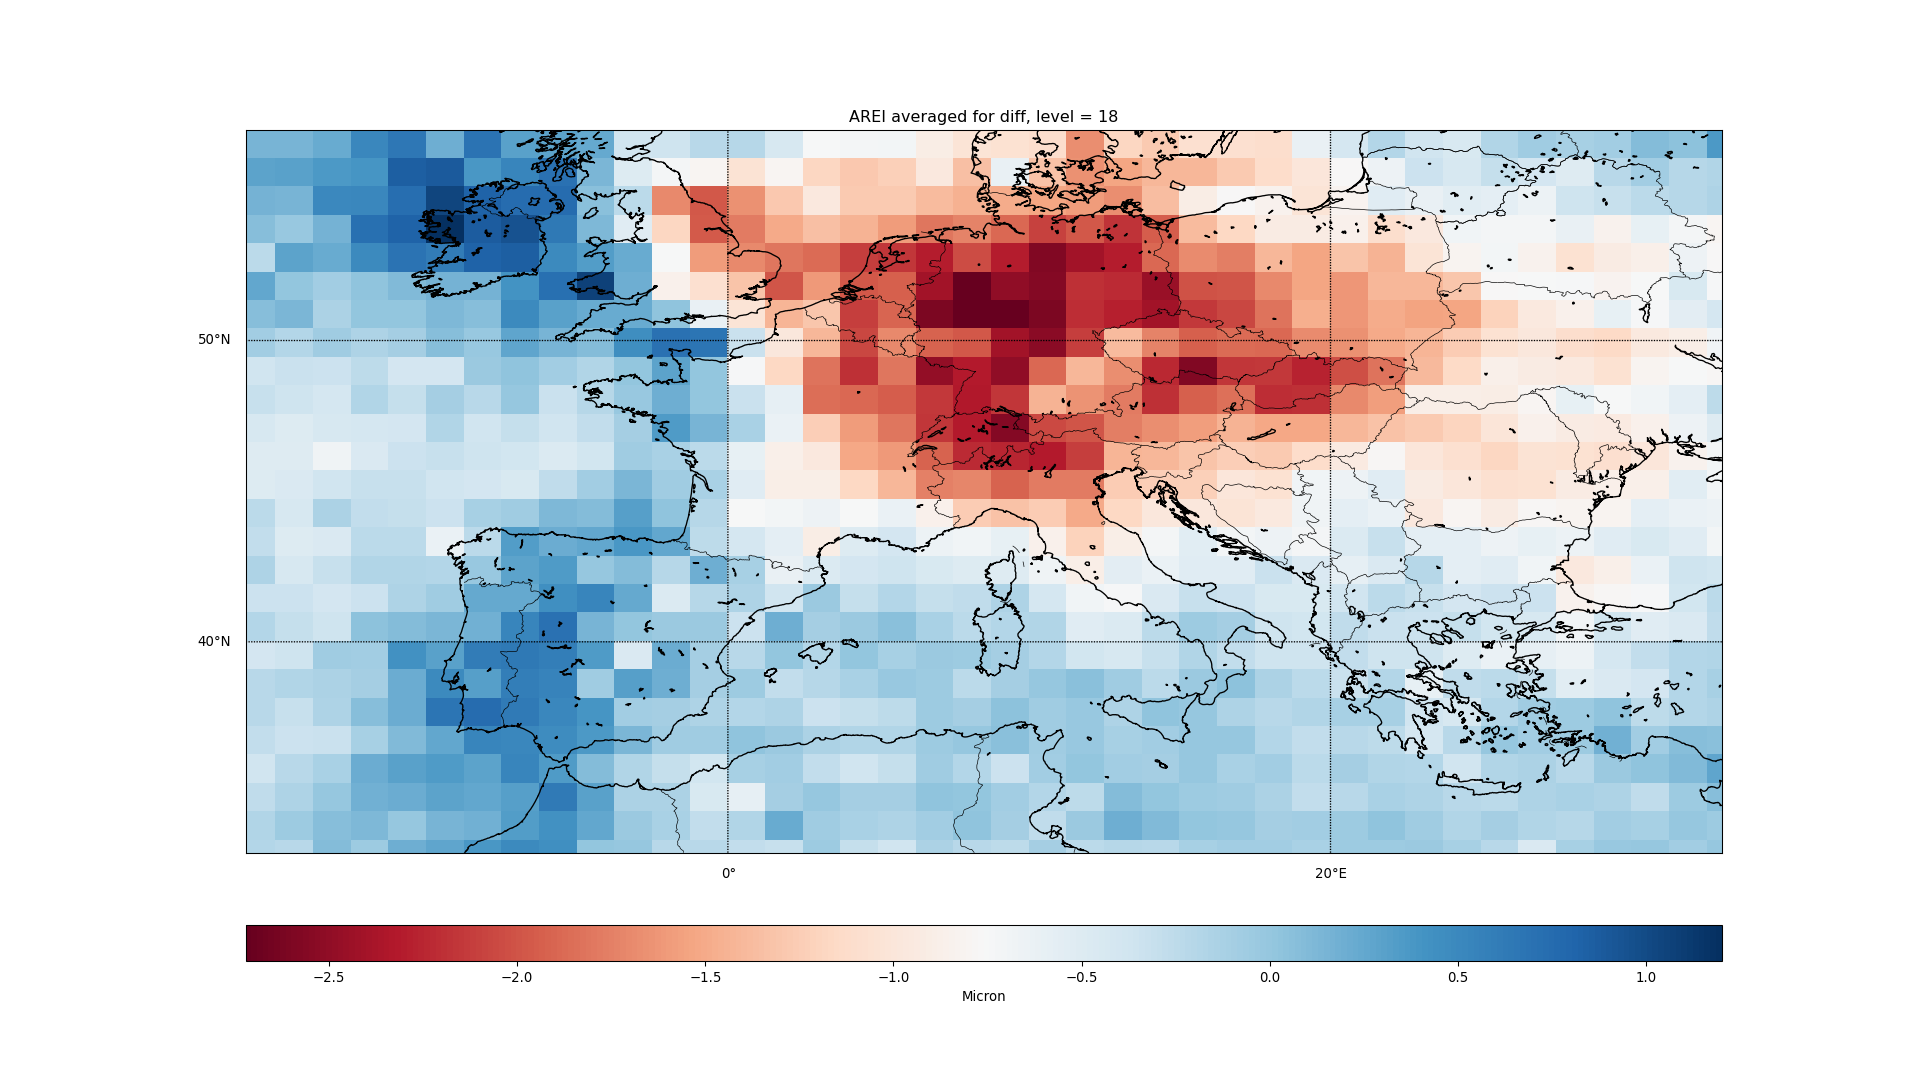 AREI averaged for diff, level = 18
50°N
40°N
0° 20°E
−2.5 −2.0 −1.5 −1.0 −0.5 0.0 0.5 1.0
Micron